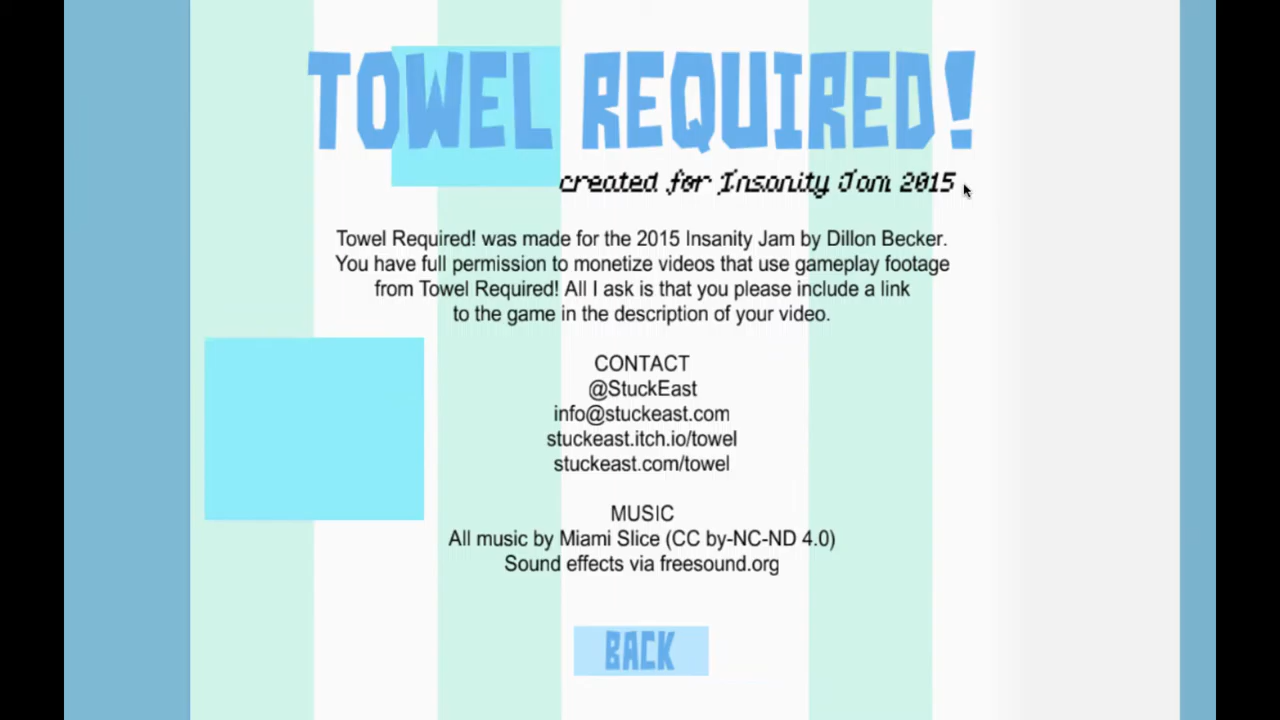 TOWEL REQUIRED!
created for Insanity Jam 2015
Towel Required! was made for the 2015 Insanity Jam by Dillon Becker.
You have full permission to monetize videos that use gameplay footage
from Towel Required! All I ask is that you please include a link
to the game in the description of your video.
CONTACT
@StuckEast
info@stuckeast.com
stuckeast.itch.io/towel
stuckeast.com/towel
MUSIC
All music by Miami Slice (CC by-NC-ND 4.0)
Sound effects via freesound.org
BACK